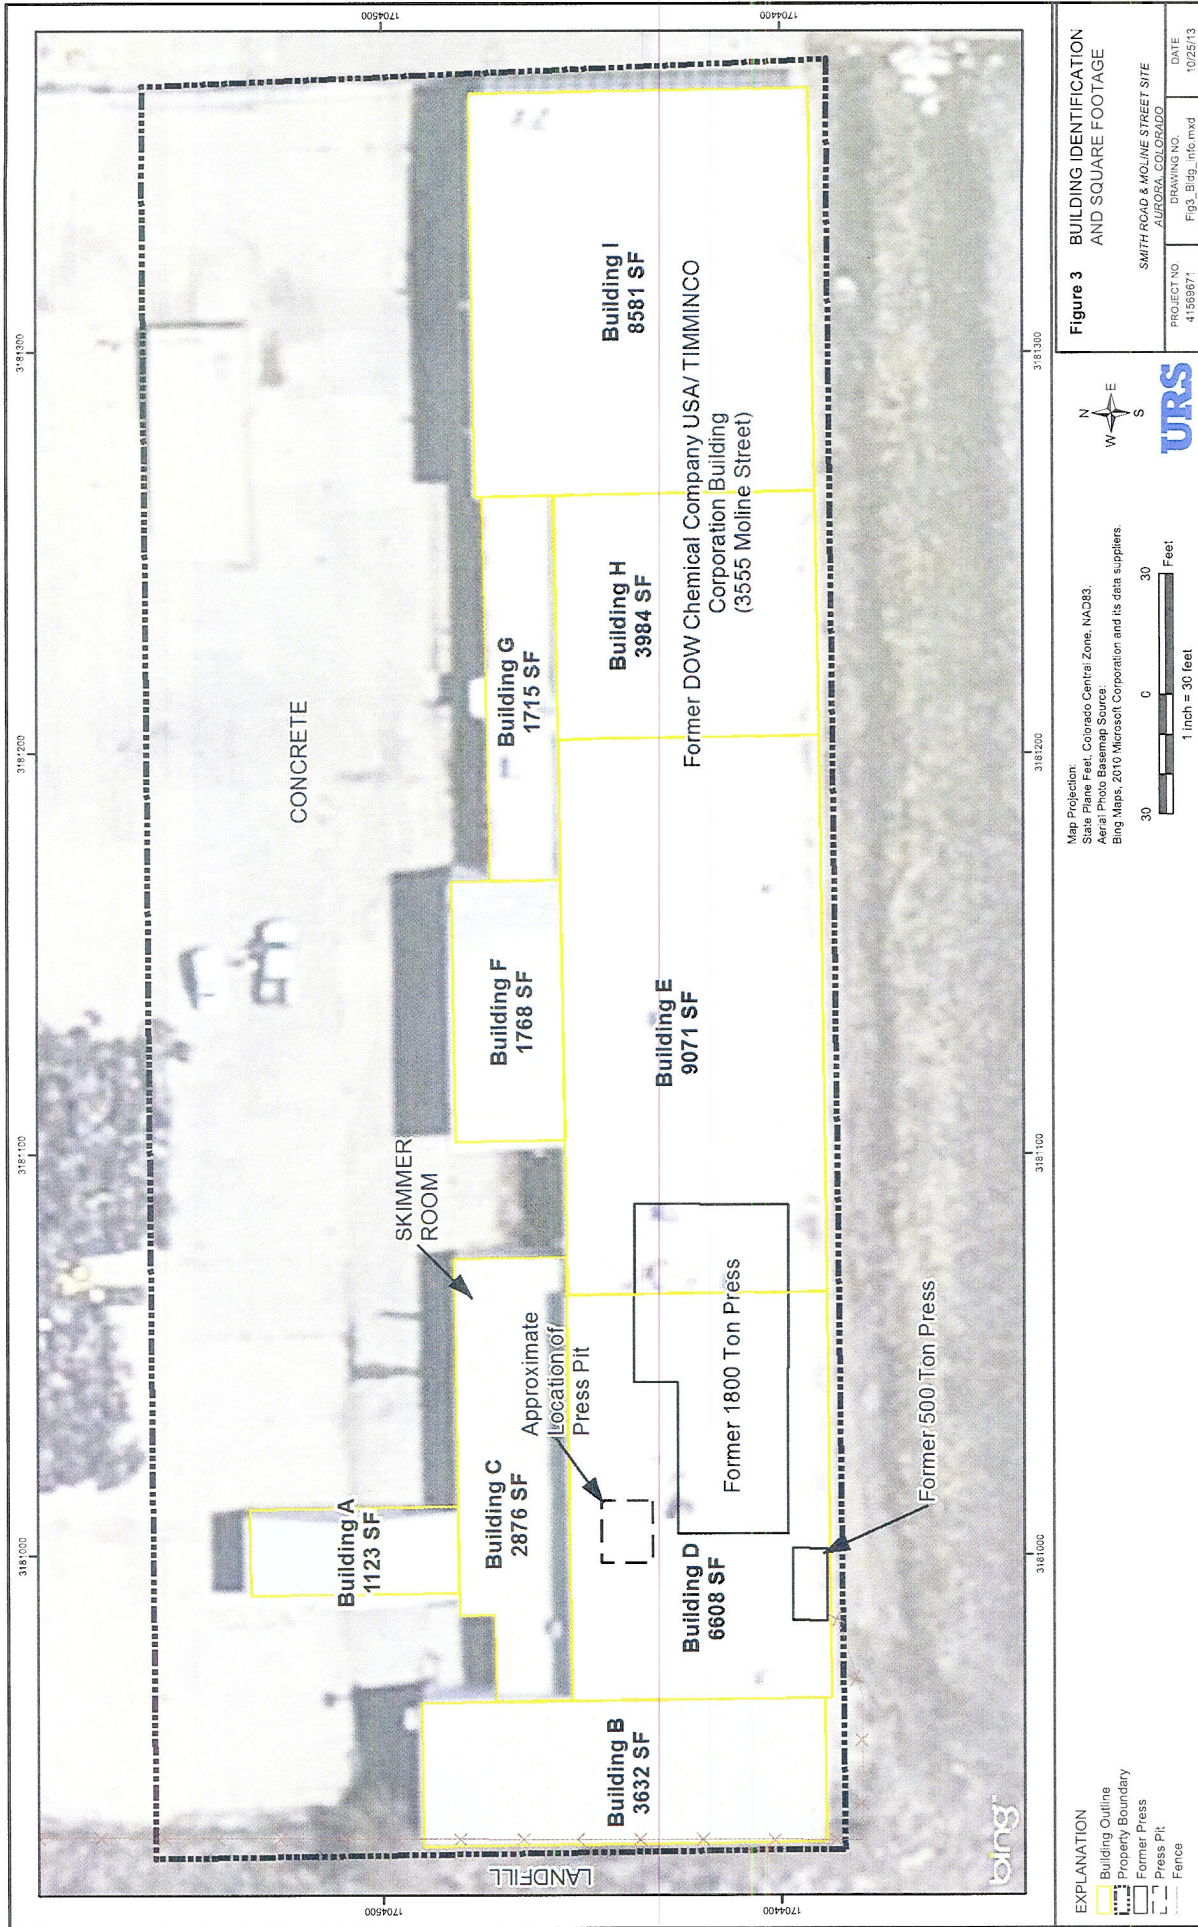 3181000
3181100
3181200
3181300
1704500
1704400
1704500
1704400
3181000
3181100
3181200
3181300
LANDFILL
CONCRETE
SKIMMER
ROOM
Building A
1123 SF
Building B
3632 SF
Building C
2876 SF
Approximate
Location of
Press Pit
Building D
6608 SF
Former 1800 Ton Press
Former 500 Ton Press
Building F
1768 SF
Building E
9071 SF
Building G
1715 SF
Building H
3984 SF
Building I
8581 SF
Former DOW Chemical Company USA/ TIMMINCO
Corporation Building
(3555 Moline Street)
bing
EXPLANATION
Building Outline
Property Boundary
Former Press
Press Pit
Fence
Map Projection:
State Plane Feet, Colorado Central Zone, NAD83.
Aerial Photo Basemap Source:
Bing Maps, 2010 Microsoft Corporation and its data suppliers.
30 0 30
Feet
1 inch = 30 feet
N
W E
S
URS
Figure 3 BUILDING IDENTIFICATION
AND SQUARE FOOTAGE
SMITH ROAD & MOLINE STREET SITE
AURORA, COLORADO
PROJECT NO. DRAWING NO. DATE
41569671 Fig3_Bldg_Info.mxd 10/25/13